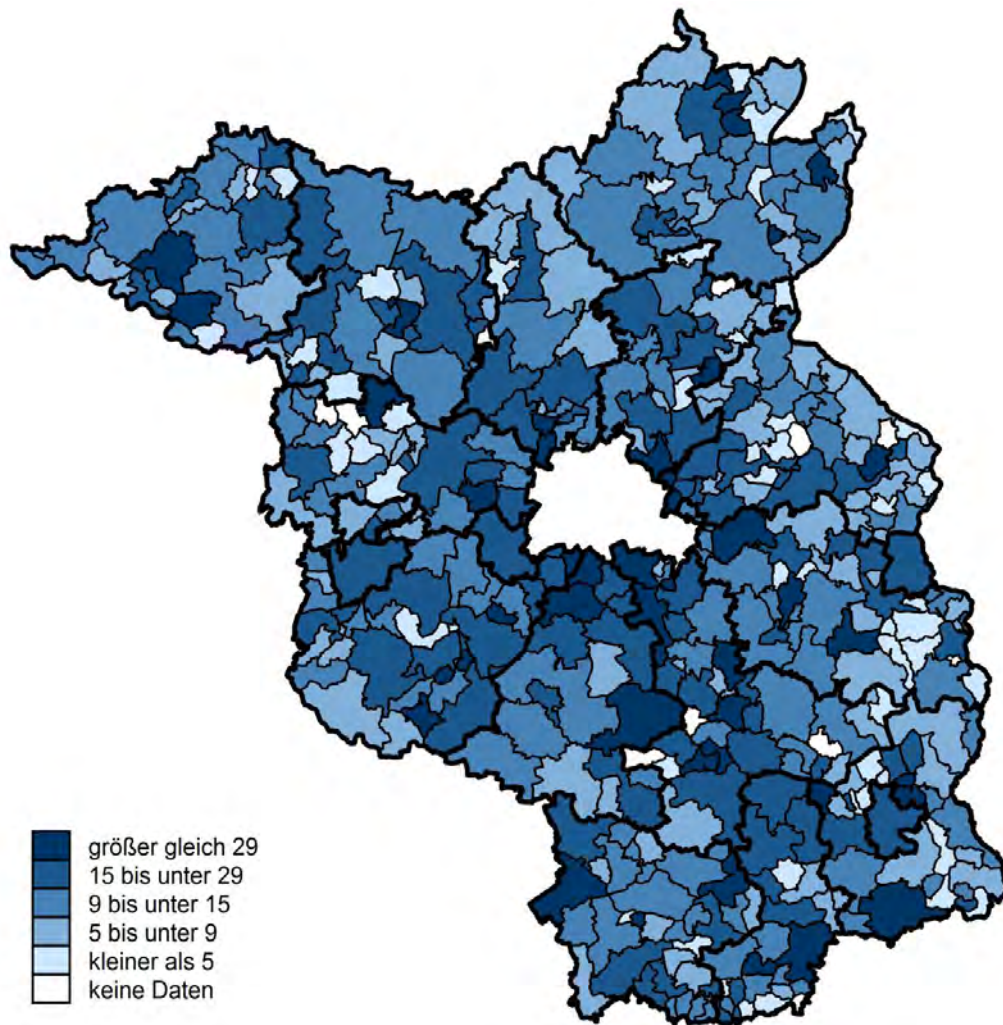 größer gleich 29
15 bis unter 29
9 bis unter 15
5 bis unter 9
kleiner als 5
keine Daten